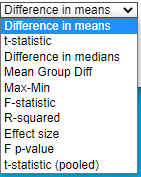 Difference in means
Difference in means
t-statistic
Difference in medians
Mean Group Diff
Max-Min
F-statistic
R-squared
Effect size
F p-value
t-statistic (pooled)